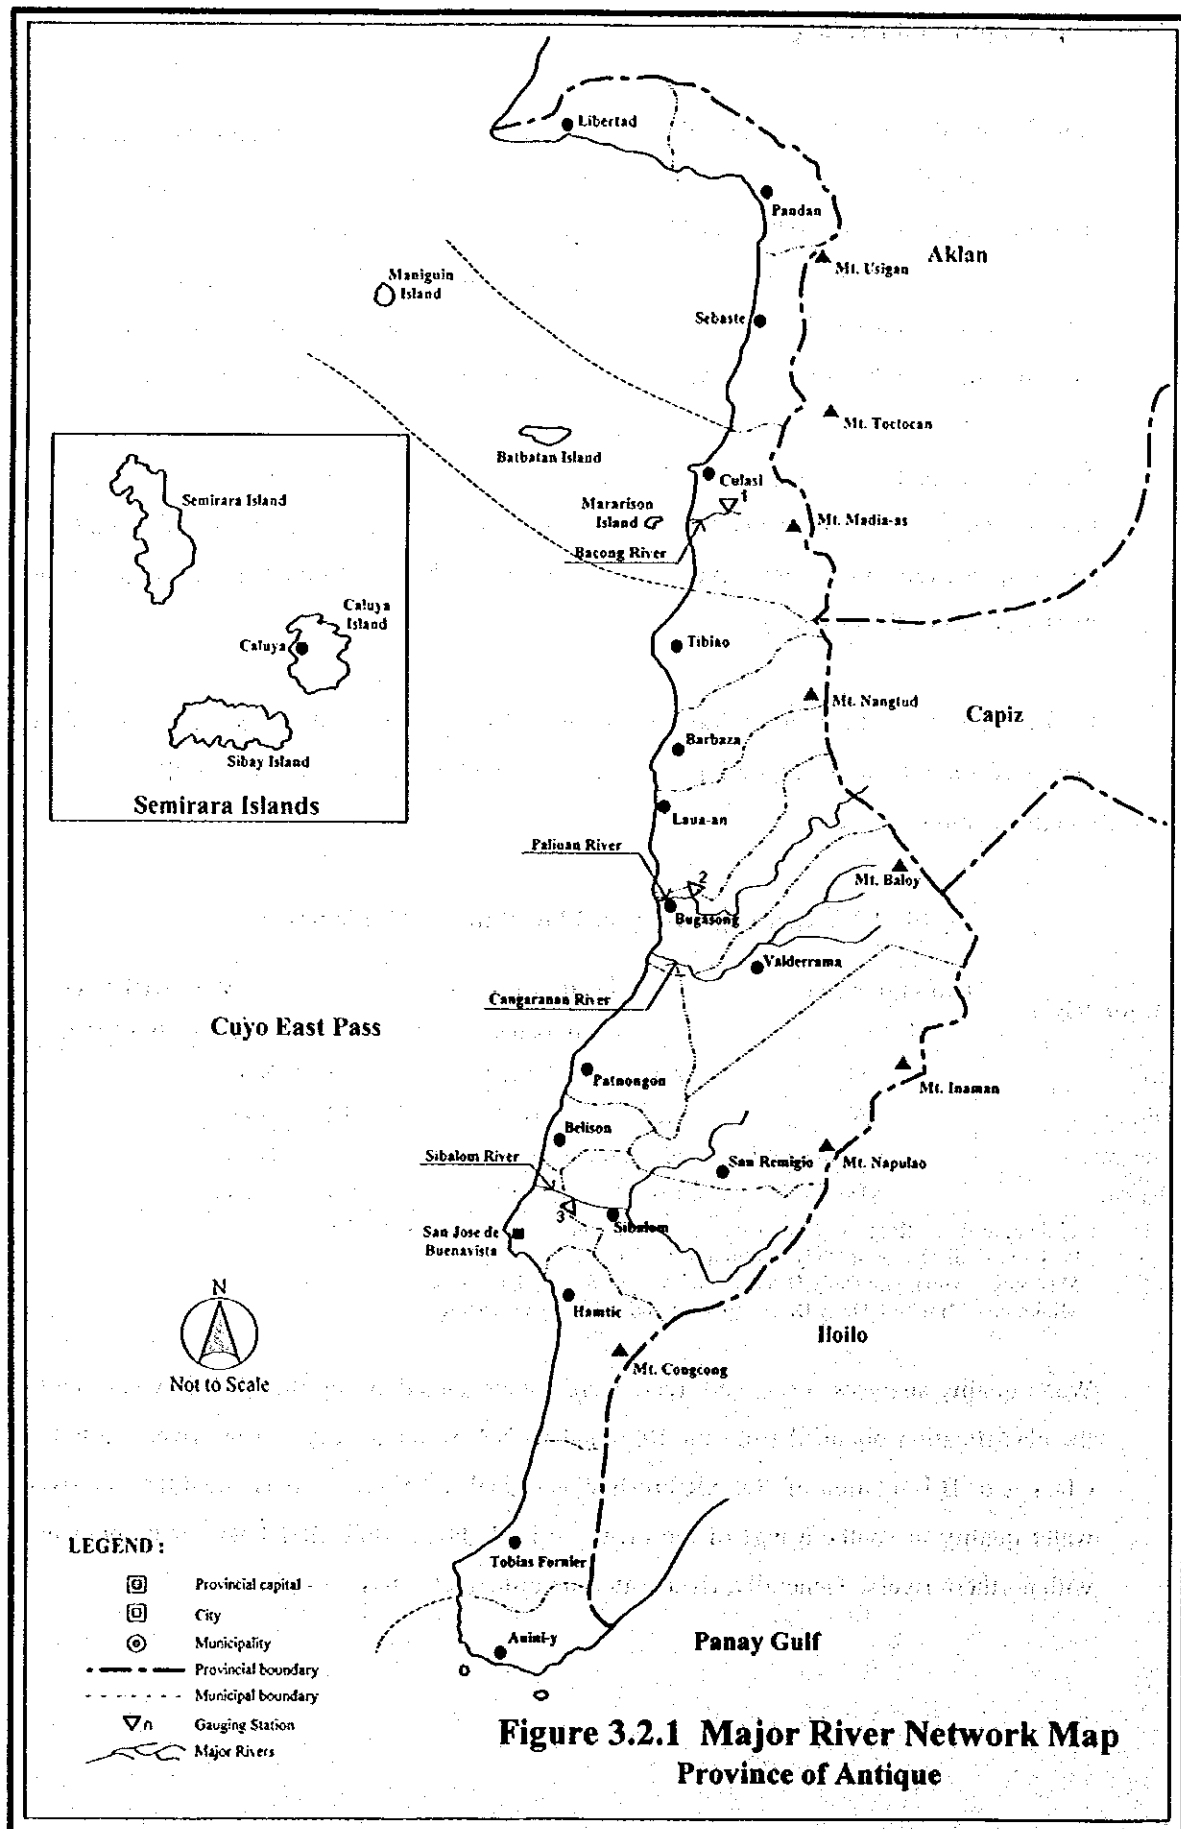 Libertad
Pandan
Aklan
Mt. Usigan
Maniguin
Island
Sebaste
Mt. Toctocan
Batbatan Island
Culasi
1
Mararison
Island
Mt. Madia-as
Bacong River
Semirara Island
Caluya
Island
Caluya
Sibay Island
Semirara Islands
Tibiao
Mt. Nangtud
Capiz
Barbaza
Laua-an
Paliuan River
2
Mt. Baloy
Bugasong
Valderrama
Cangaranan River
Cuyo East Pass
Patnongon
Mt. Inaman
Belison
Sibalom River
San Remigio
Mt. Napulao
3
Sibalom
San Jose de
Buenavista
N
Not to Scale
Hamtic
Iloilo
Mt. Congcong
LEGEND :
Provincial capital
City
Municipality
Provincial boundary
Municipal boundary
n Gauging Station
Major Rivers
Tobias Fornier
Anini-y
Panay Gulf
Figure 3.2.1 Major River Network Map
Province of Antique